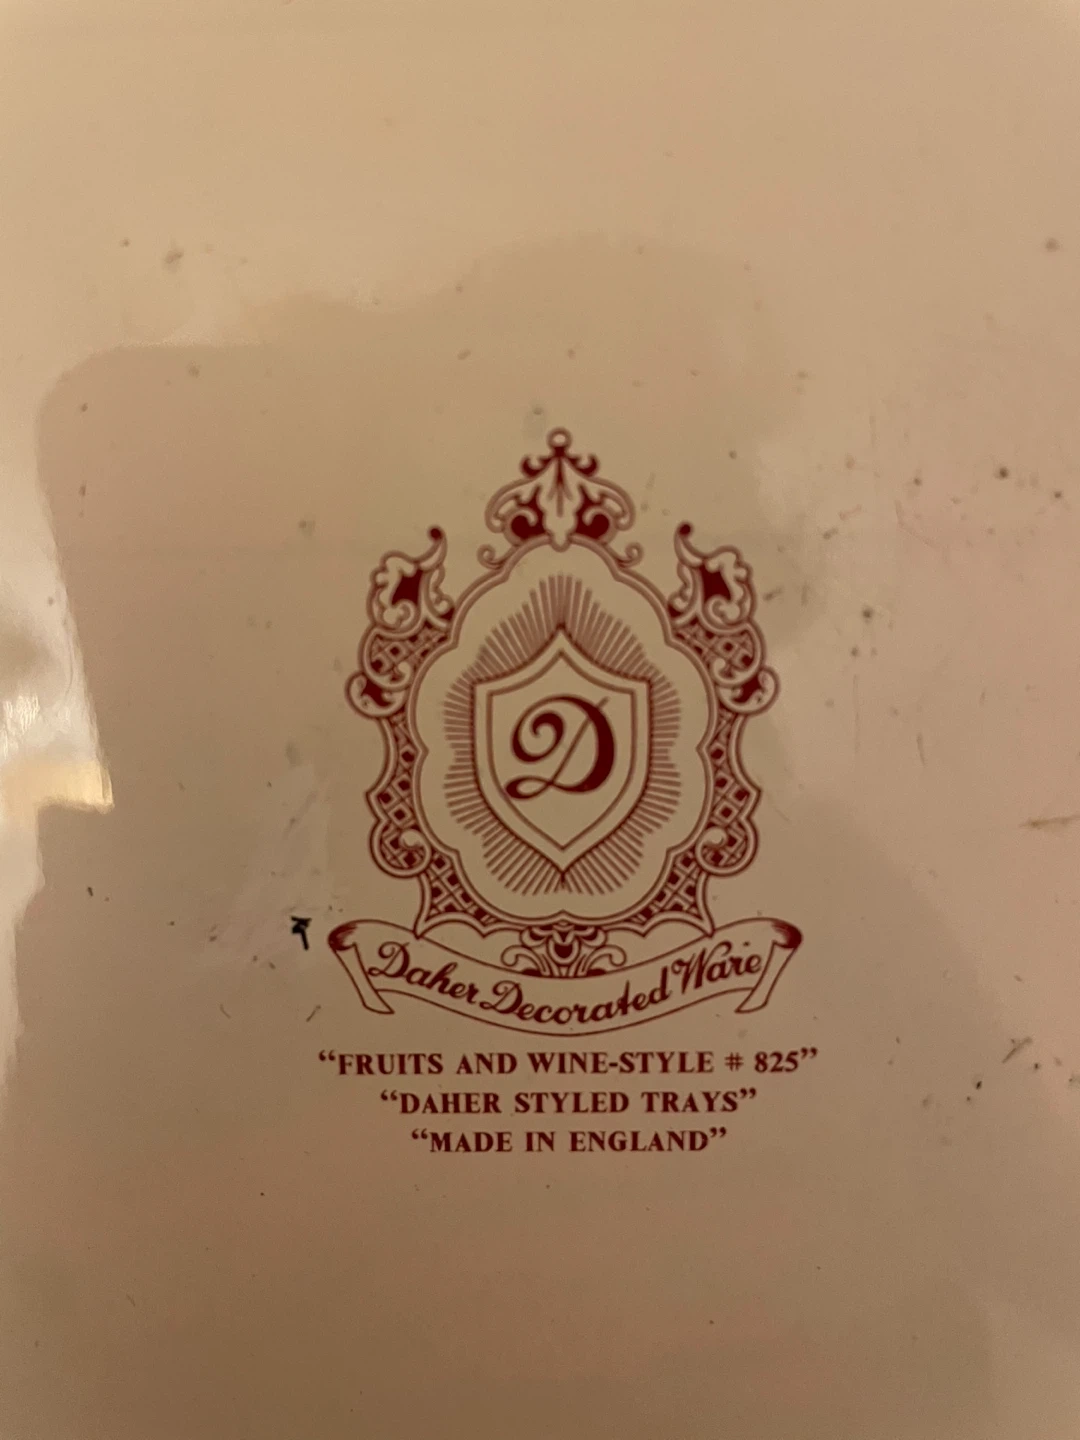 D
Daher Decorated Ware
“FRUITS AND WINE-STYLE # 825”
“DAHER STYLED TRAYS”
“MADE IN ENGLAND”